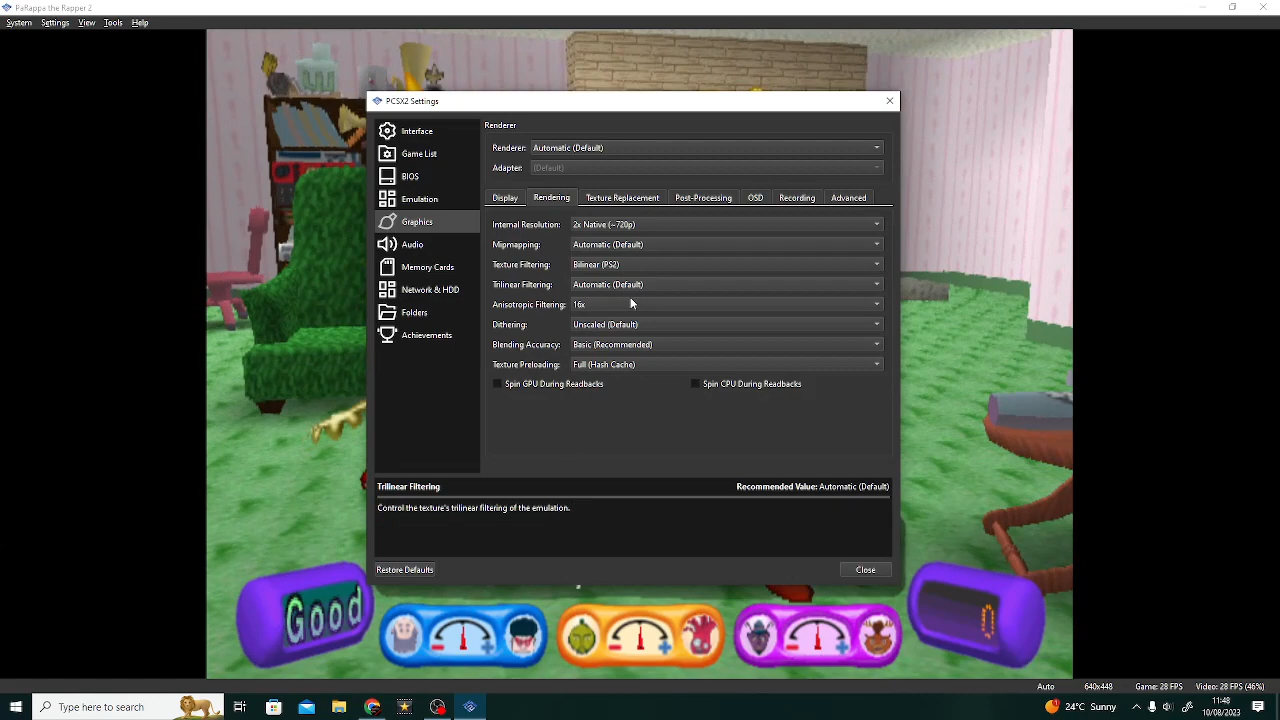 PaRappa the Rapper 2
System Settings View Tools Help
PCSX2 Settings
Interface
Game List
BIOS
Emulation
Graphics
Audio
Memory Cards
Network & HDD
Folders
Achievements
Renderer
Renderer: Automatic (Default)
Adapter: (Default)
Display Rendering Texture Replacement Post-Processing OSD Recording Advanced
Internal Resolution: 2x Native (~720p)
Mipmapping: Automatic (Default)
Texture Filtering: Bilinear (PS2)
Trilinear Filtering: Automatic (Default)
Anisotropic Filtering: 16x
Dithering: Unscaled (Default)
Blending Accuracy: Basic (Recommended)
Texture Preloading: Full (Hash Cache)
Spin GPU During Readbacks Spin CPU During Readbacks
Trilinear Filtering Recommended Value: Automatic (Default)
Control the texture's trilinear filtering of the emulation.
Restore Defaults Close
Good 0
Auto 640x448 Game: 28 FPS Video: 28 FPS (46%)
Type here to search
24°C Sunny
11:48
10/08/2023